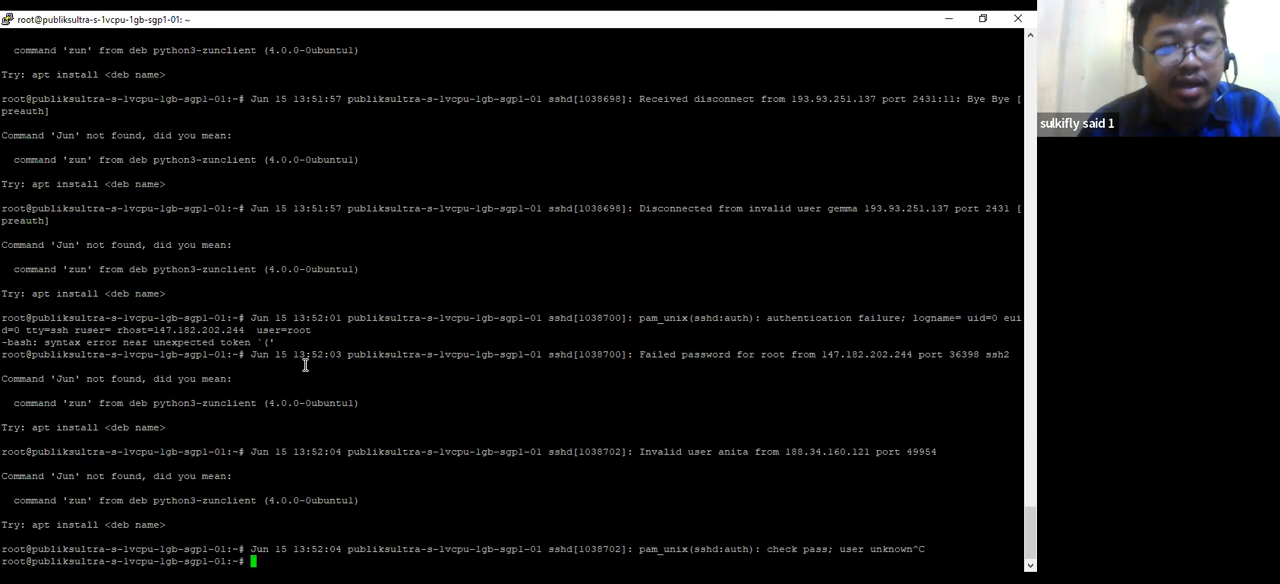 root@publiksultra-s-1vcpu-1gb-sgp1-01: ~
command 'zun' from deb python3-zunclient (4.0.0-0ubuntu1)
Try: apt install <deb name>
root@publiksultra-s-1vcpu-1gb-sgp1-01:~# Jun 15 13:51:57 publiksultra-s-1vcpu-1gb-sgp1-01 sshd[1038698]: Received disconnect from 193.93.251.137 port 2431:11: Bye Bye [
preauth]
Command 'Jun' not found, did you mean:
command 'zun' from deb python3-zunclient (4.0.0-0ubuntu1)
Try: apt install <deb name>
root@publiksultra-s-1vcpu-1gb-sgp1-01:~# Jun 15 13:51:57 publiksultra-s-1vcpu-1gb-sgp1-01 sshd[1038698]: Disconnected from invalid user gemma 193.93.251.137 port 2431 [
preauth]
Command 'Jun' not found, did you mean:
command 'zun' from deb python3-zunclient (4.0.0-0ubuntu1)
Try: apt install <deb name>
root@publiksultra-s-1vcpu-1gb-sgp1-01:~# Jun 15 13:52:01 publiksultra-s-1vcpu-1gb-sgp1-01 sshd[1038700]: pam_unix(sshd:auth): authentication failure; logname= uid=0 eui
d=0 tty=ssh ruser= rhost=147.182.202.244  user=root
-bash: syntax error near unexpected token `('
root@publiksultra-s-1vcpu-1gb-sgp1-01:~# Jun 15 13:52:03 publiksultra-s-1vcpu-1gb-sgp1-01 sshd[1038700]: Failed password for root from 147.182.202.244 port 36398 ssh2
Command 'Jun' not found, did you mean:
command 'zun' from deb python3-zunclient (4.0.0-0ubuntu1)
Try: apt install <deb name>
root@publiksultra-s-1vcpu-1gb-sgp1-01:~# Jun 15 13:52:04 publiksultra-s-1vcpu-1gb-sgp1-01 sshd[1038702]: Invalid user anita from 188.34.160.121 port 49954
Command 'Jun' not found, did you mean:
command 'zun' from deb python3-zunclient (4.0.0-0ubuntu1)
Try: apt install <deb name>
root@publiksultra-s-1vcpu-1gb-sgp1-01:~# Jun 15 13:52:04 publiksultra-s-1vcpu-1gb-sgp1-01 sshd[1038702]: pam_unix(sshd:auth): check pass; user unknown^C
root@publiksultra-s-1vcpu-1gb-sgp1-01:~#
sulkifly said 1